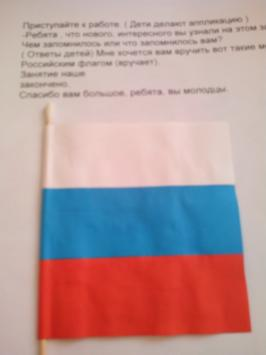 Приступайте к работе. ( Дети делают аппликацию )
-Ребята , что нового, интересного вы узнали на этом
Чем запомнилось или что запомнилось вам?
( Ответы детей) Мне хочется вам вручить вот такие
Российским флагом (вручает).
Занятие наше
закончено.
Спасибо вам большое, ребята, вы молодцы.